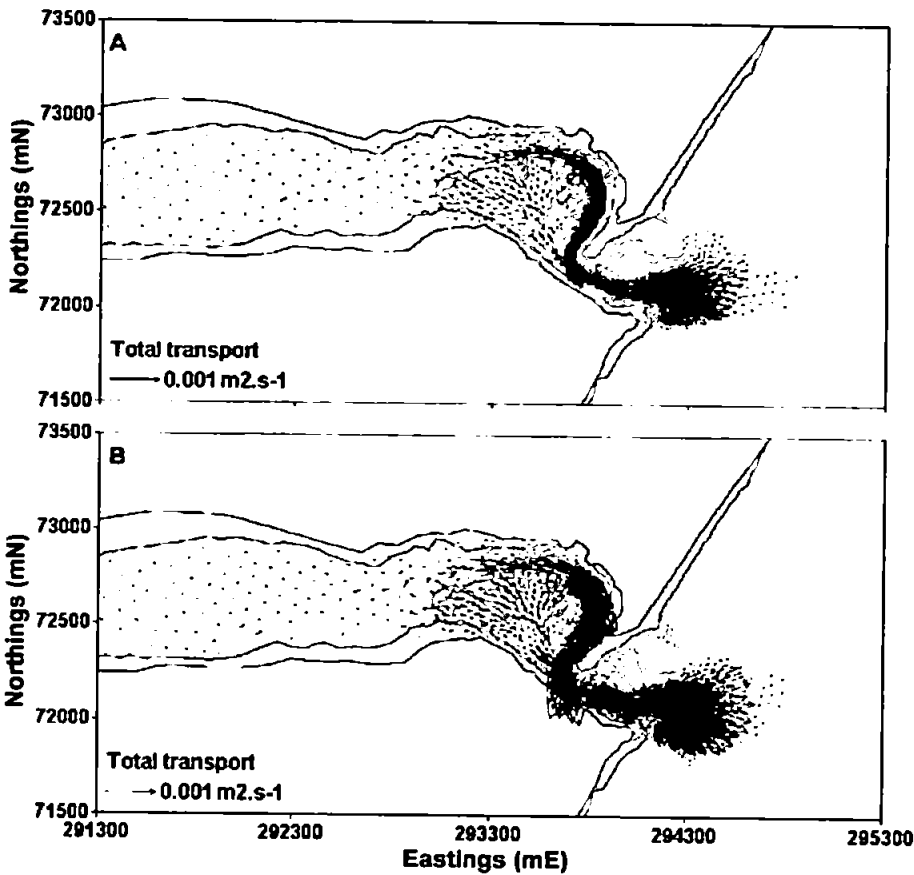 73500
A
73000
Northings (mN)
72500
72000
Total transport
0.001 m2.s-1
71500
73500
B
73000
Northings (mN)
72500
72000
Total transport
0.001 m2.s-1
71500
291300
292300
293300
294300
295300
Eastings (mE)